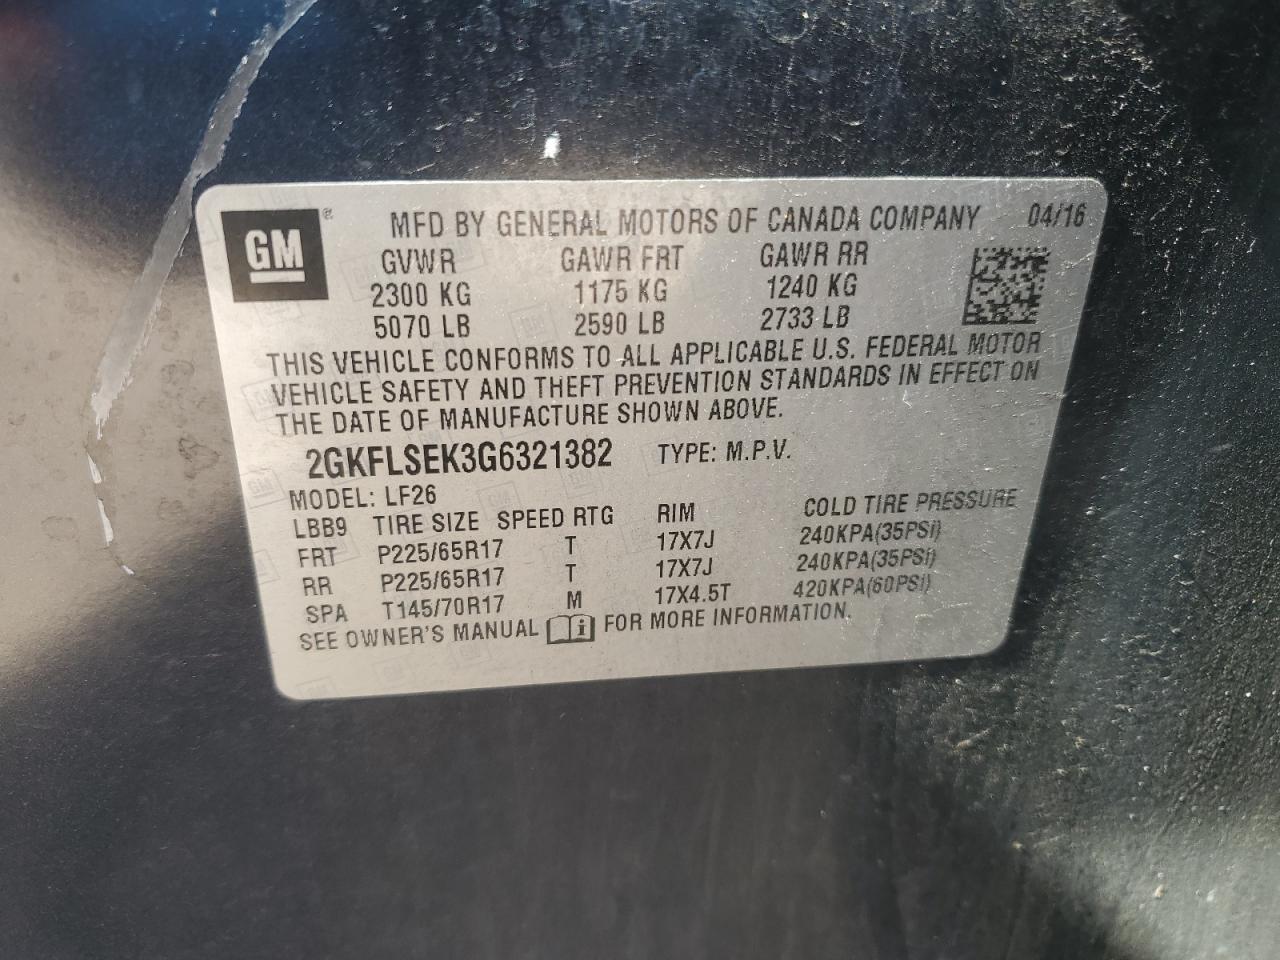 GM ® MFD BY GENERAL MOTORS OF CANADA COMPANY 04/16
GVWR GAWR FRT GAWR RR
2300 KG 1175 KG 1240 KG
5070 LB 2590 LB 2733 LB
THIS VEHICLE CONFORMS TO ALL APPLICABLE U.S. FEDERAL MOTOR
VEHICLE SAFETY AND THEFT PREVENTION STANDARDS IN EFFECT ON
THE DATE OF MANUFACTURE SHOWN ABOVE.
2GKFLSEK3G6321382 TYPE: M.P.V.
MODEL: LF26
LBB9 TIRE SIZE SPEED RTG RIM COLD TIRE PRESSURE
FRT P225/65R17 T 17X7J 240KPA(35PSI)
RR P225/65R17 T 17X7J 240KPA(35PSI)
SPA T145/70R17 M 17X4.5T 420KPA(60PSI)
SEE OWNER'S MANUAL i FOR MORE INFORMATION.